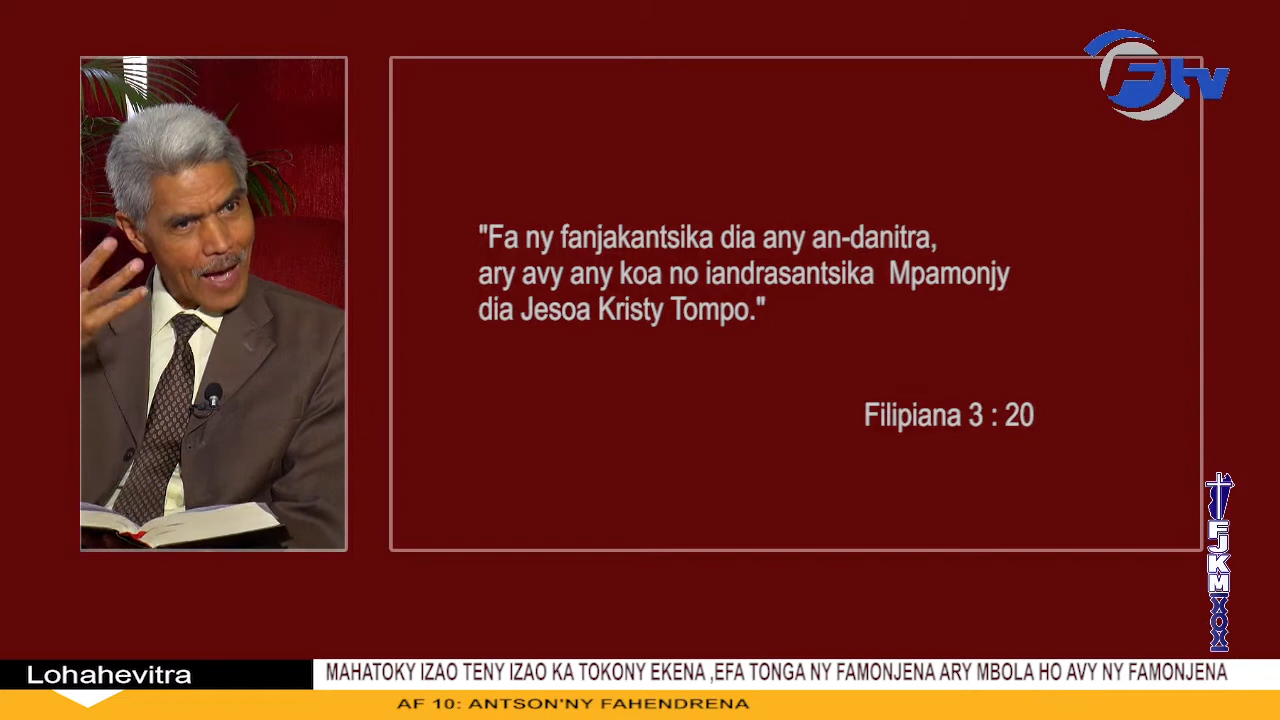 Ftv
"Fa ny fanjakantsika dia any an-danitra,
ary avy any koa no iandrasantsika Mpamonjy
dia Jesoa Kristy Tompo."
Filipiana 3 : 20
FJKM
Lohahevitra
MAHATOKY IZAO TENY IZAO KA TOKONY EKENA ,EFA TONGA NY FAMONJENA ARY MBOLA HO AVY NY FAMONJENA
AF 10: ANTSON'NY FAHENDRENA